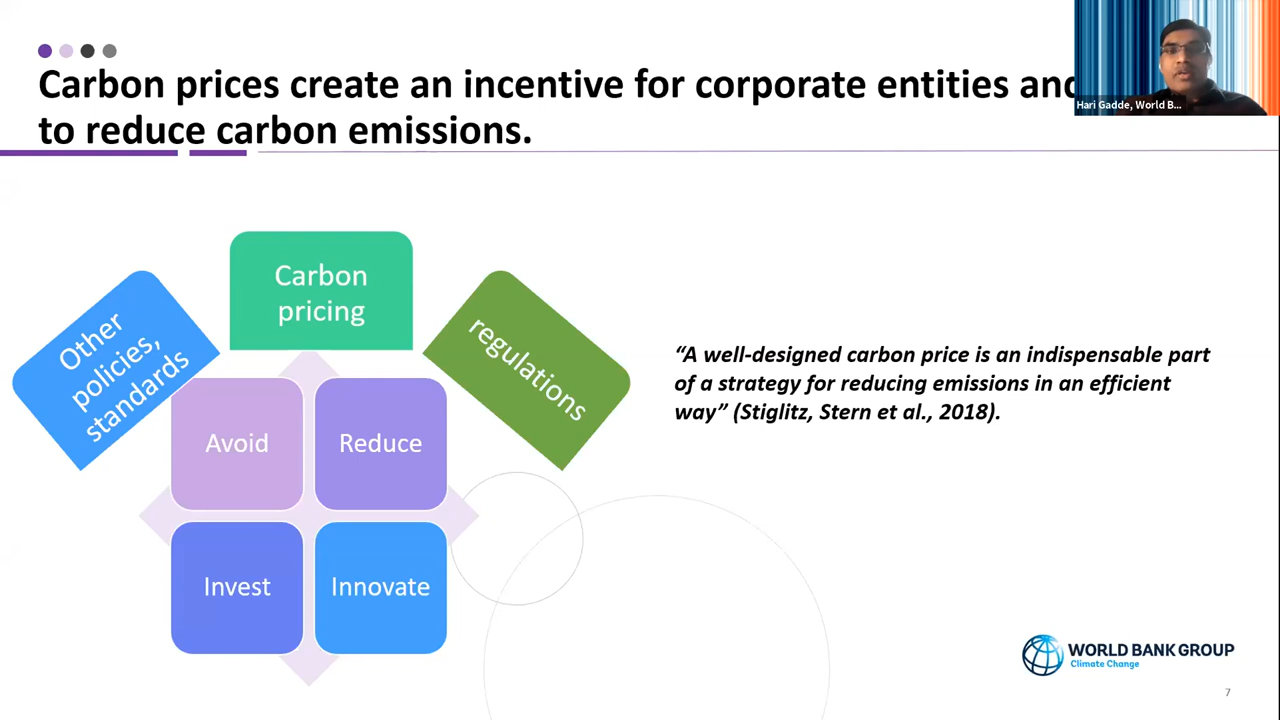 Carbon prices create an incentive for corporate entities and
to reduce carbon emissions.
Hari Gadde, World B...
Carbon
pricing
Other
policies,
standards
regulations
Avoid
Reduce
Invest
Innovate
“A well-designed carbon price is an indispensable part
of a strategy for reducing emissions in an efficient
way” (Stiglitz, Stern et al., 2018).
WORLD BANK GROUP
Climate Change
7